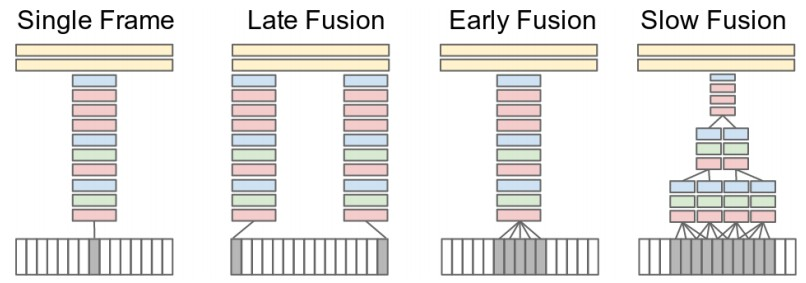 Single Frame
Late Fusion
Early Fusion
Slow Fusion